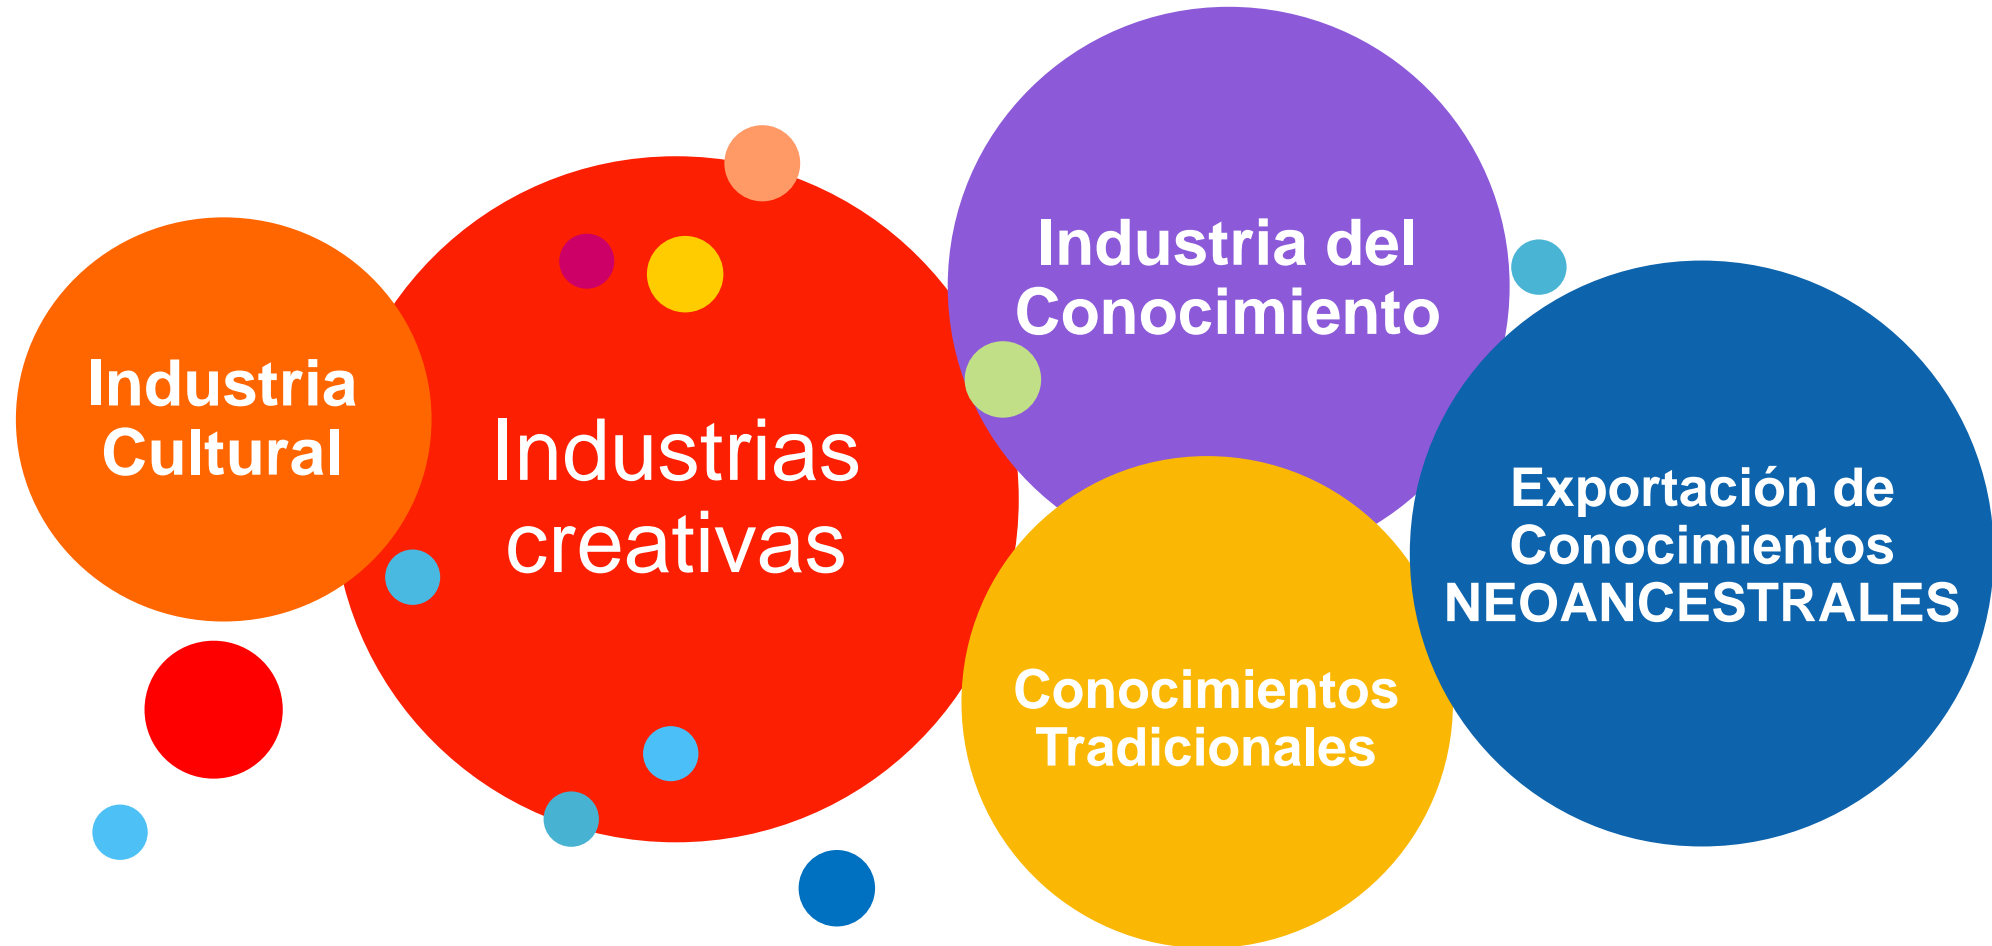 Industria
Cultural
Industrias
creativas
Industria del
Conocimiento
Conocimientos
Tradicionales
Exportación de
Conocimientos
NEOANCESTRALES